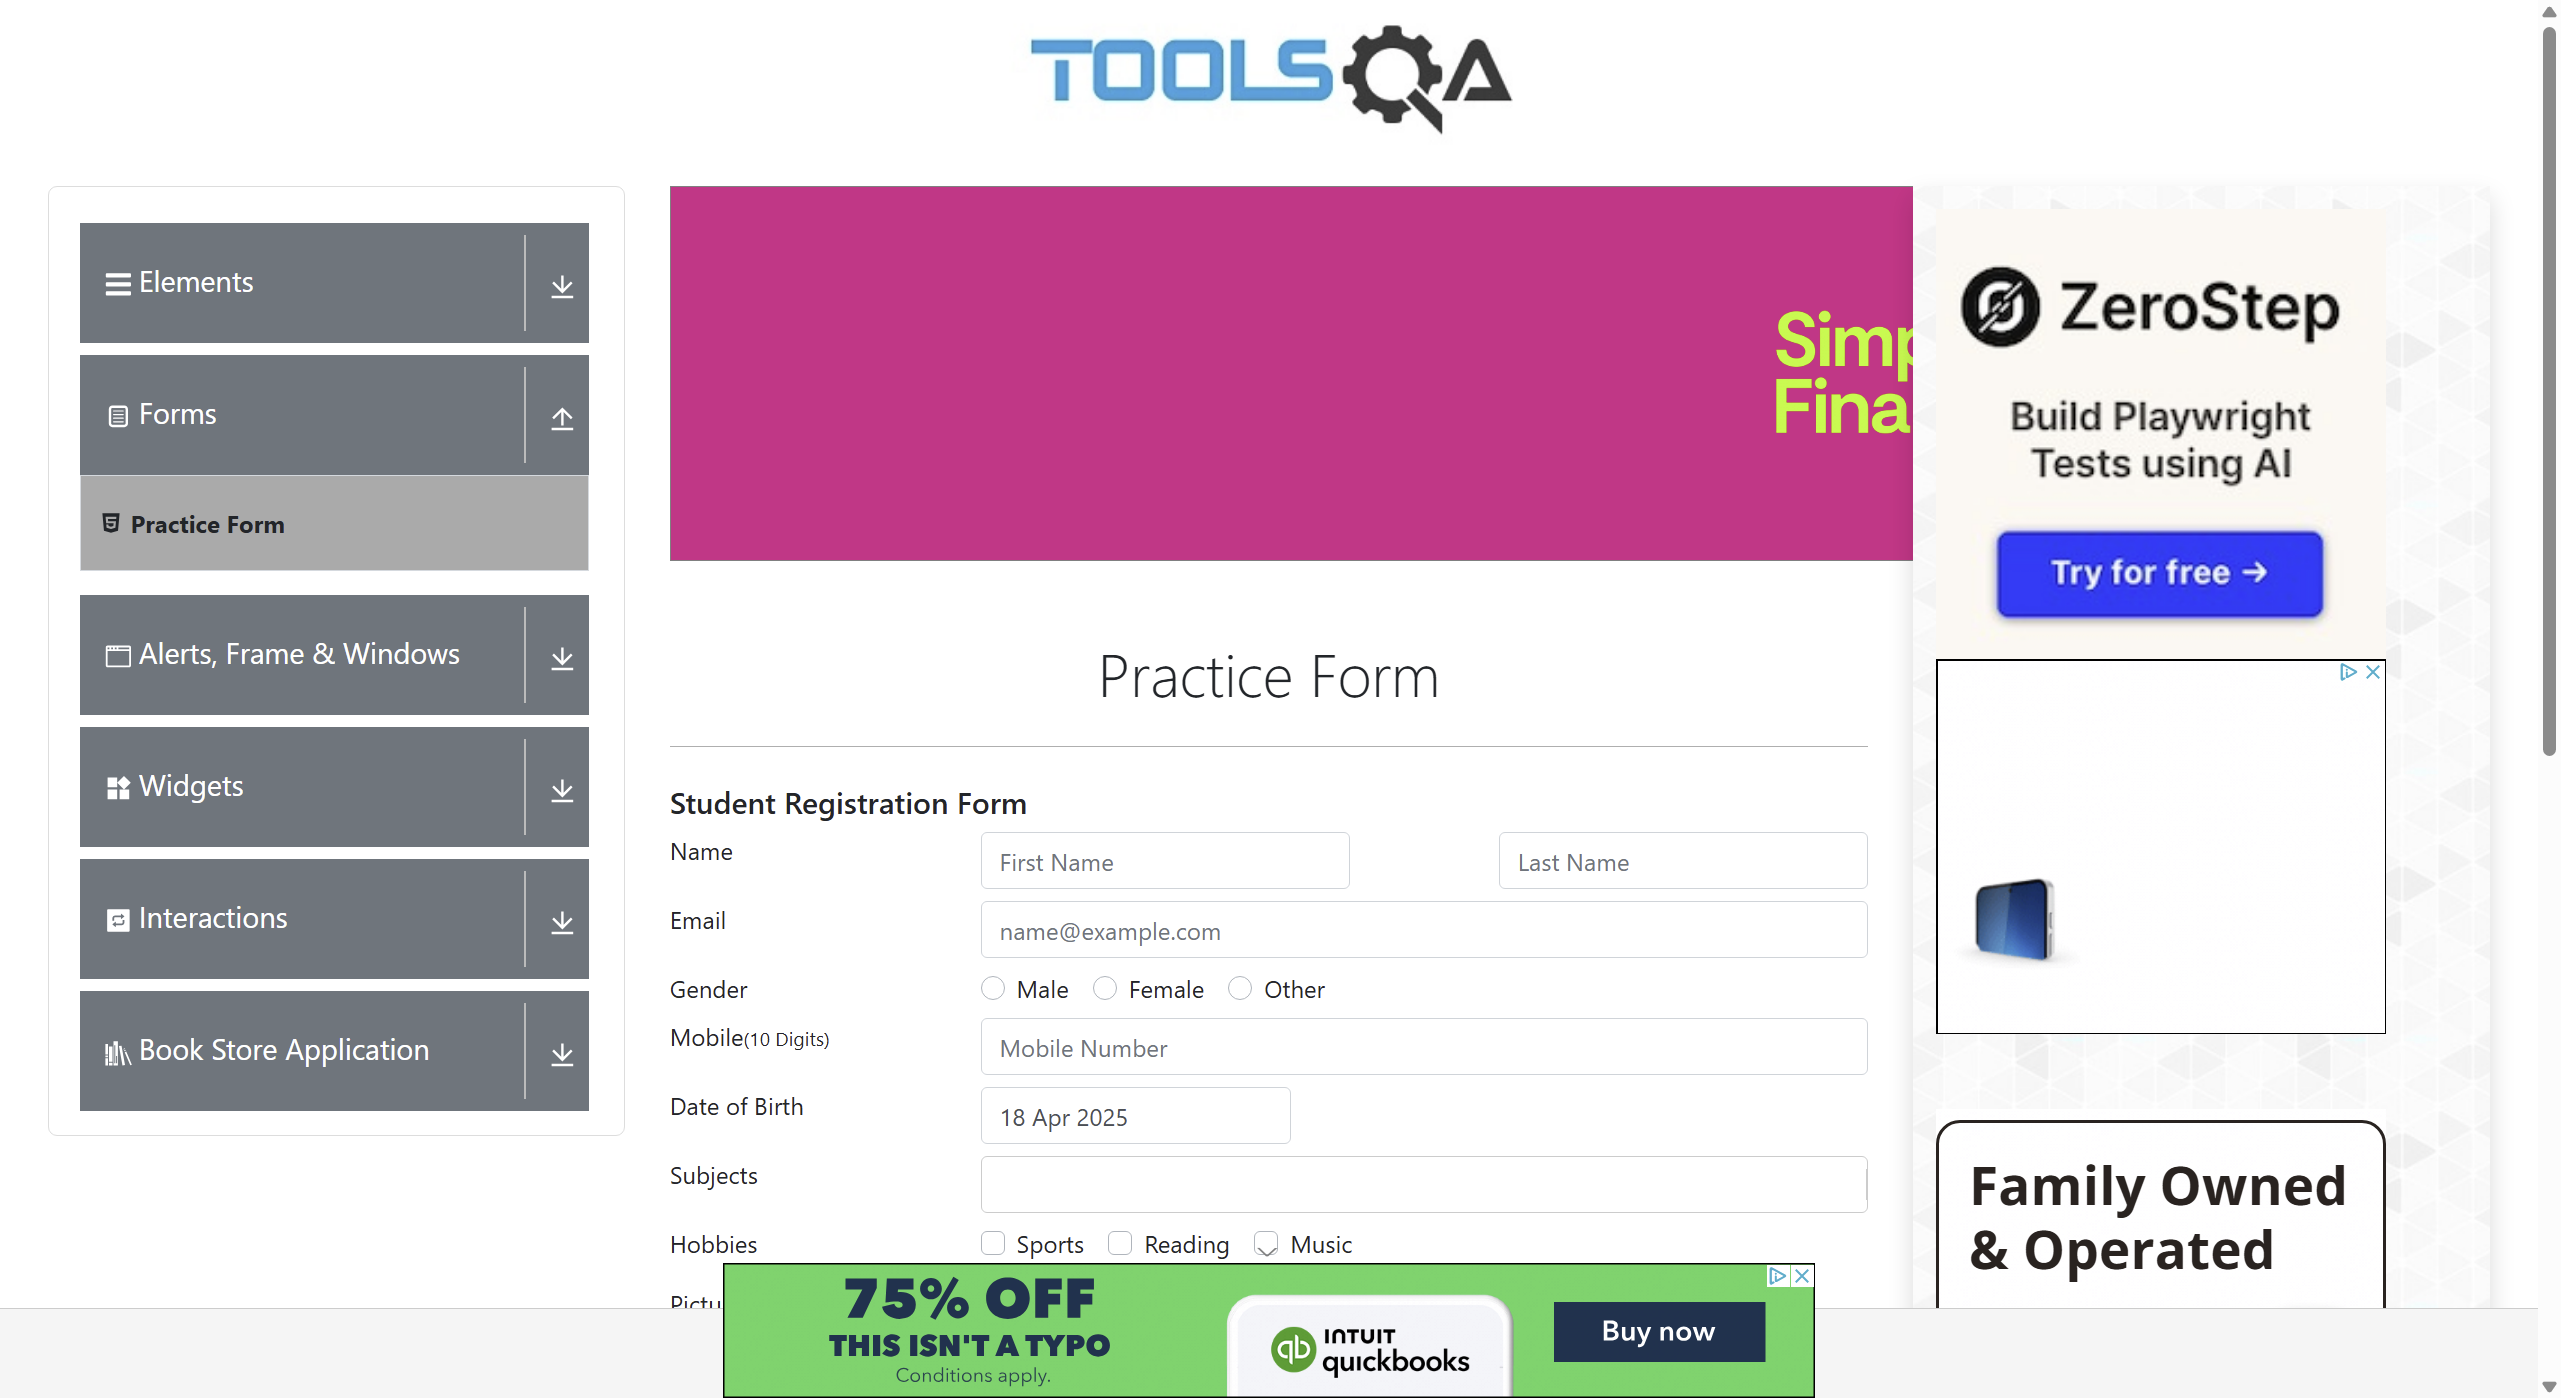 TOOLSQA
Elements
Forms
Practice Form
Alerts, Frame & Windows
Widgets
Interactions
Book Store Application
Simp
Fina
Practice Form
Student Registration Form
Name
First Name
Last Name
Email
name@example.com
Gender
Male
Female
Other
Mobile(10 Digits)
Mobile Number
Date of Birth
18 Apr 2025
Subjects
Hobbies
Sports
Reading
Music
Pictu
ZeroStep
Build Playwright
Tests using AI
Try for free →
Family Owned
& Operated
75% OFF
THIS ISN'T A TYPO
Conditions apply.
qb
INTUIT
quickbooks
Buy now